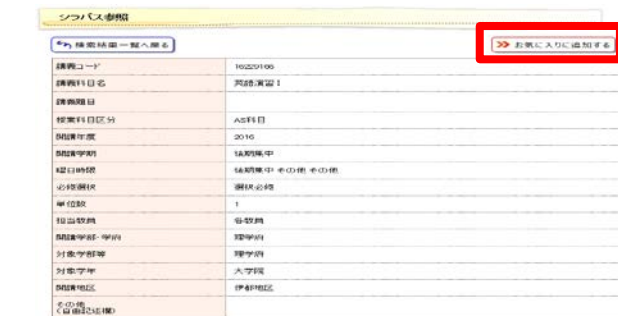 シラバス参照
検索結果一覧へ戻る
お気に入りに追加する
講義コード 16229166
講義科目名 英語演習 I
講義題目
授業科目区分 AS科目
開講年度 2016
開講学期 後期集中
曜日時限 後期集中 その他 その他
必修選択 選択必修
単位数 1
担当教員 各教員
開講学部・学府 理学府
対象学部等 理学府
対象学年 大学院
開講地区 伊都地区
その他
(自由記述欄)